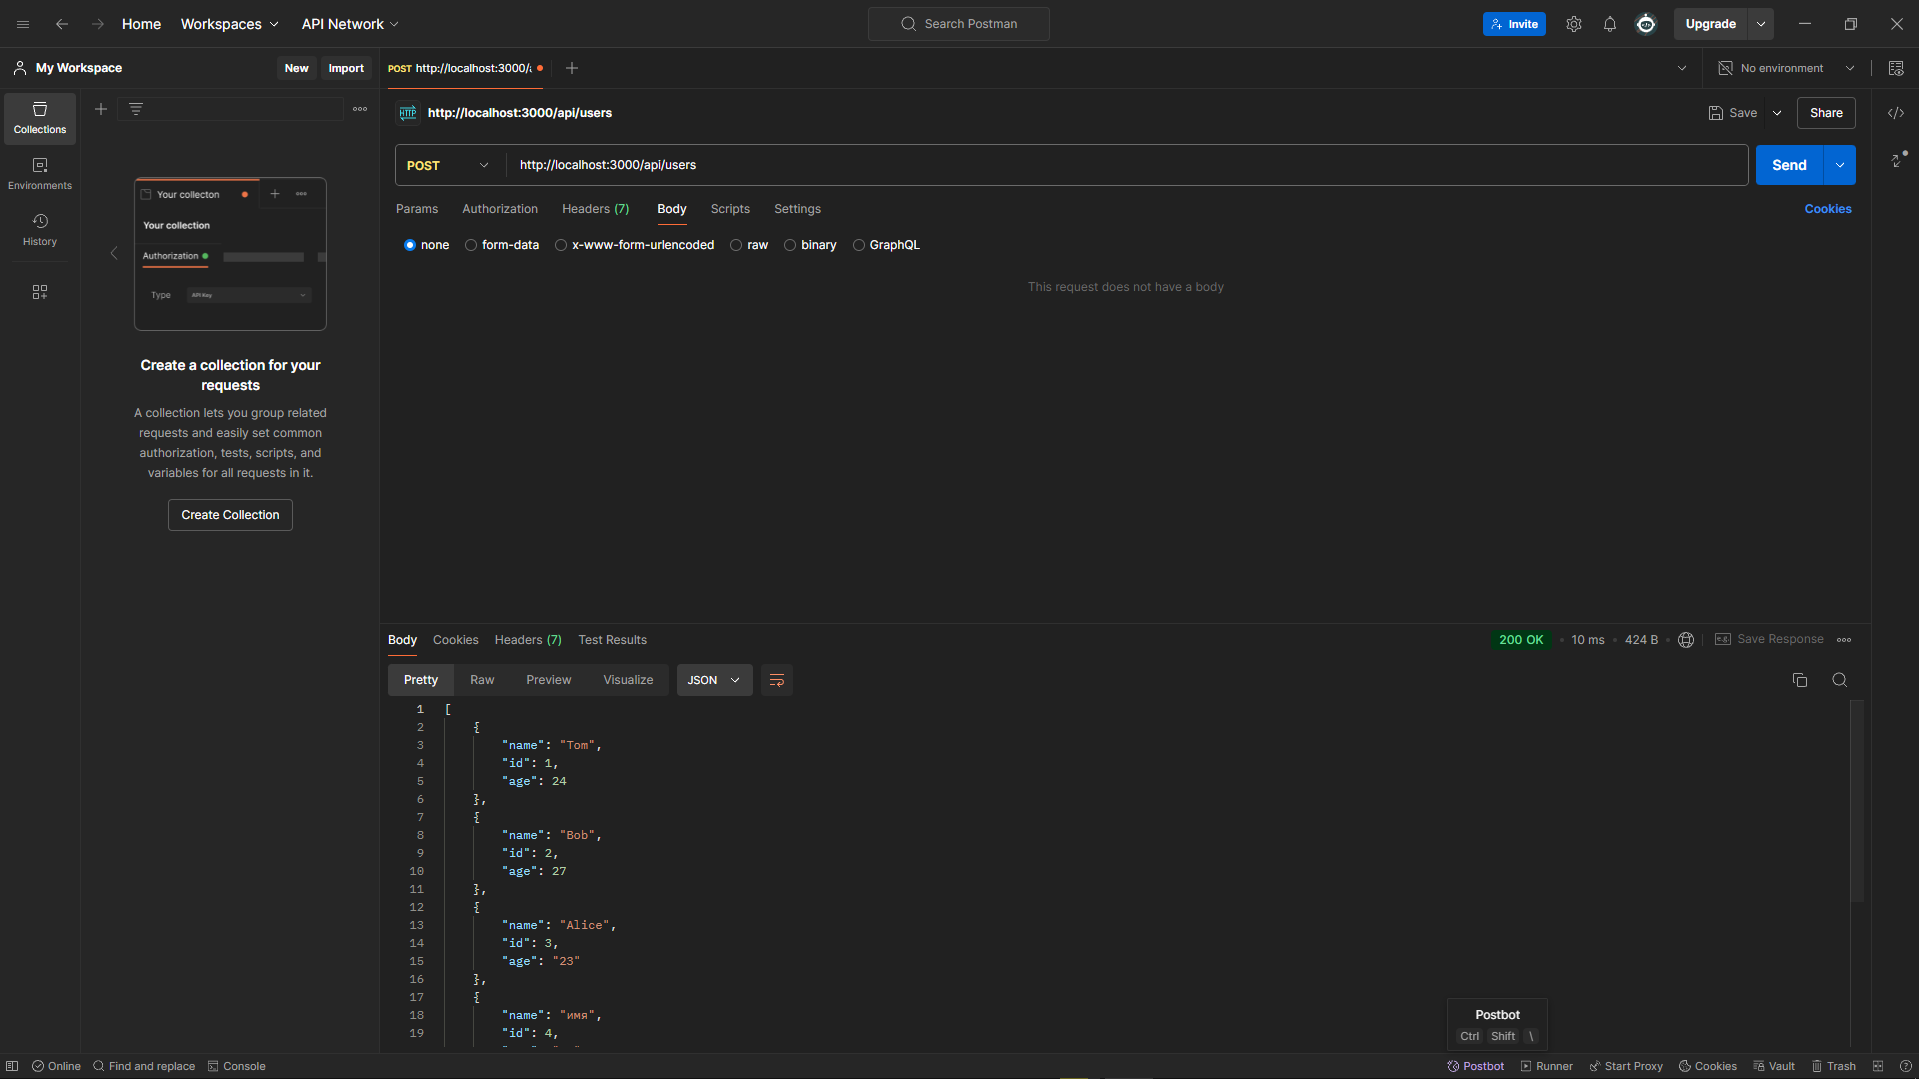 Home Workspaces API Network Search Postman Invite Upgrade
My Workspace New Import POST http://localhost:3000/a No environment
Collections
Environments
History
Your collecton
Your collection
Authorization
Type API Key
Create a collection for your
requests
A collection lets you group related
requests and easily set common
authorization, tests, scripts, and
variables for all requests in it.
Create Collection
HTTP http://localhost:3000/api/users Save Share
POST http://localhost:3000/api/users Send
Params Authorization Headers (7) Body Scripts Settings Cookies
none form-data x-www-form-urlencoded raw binary GraphQL
This request does not have a body
Body Cookies Headers (7) Test Results 200 OK 10 ms 424 B e.g. Save Response
Pretty Raw Preview Visualize JSON
1 [
2 {
3 "name": "Tom",
4 "id": 1,
5 "age": 24
6 },
7 {
8 "name": "Bob",
9 "id": 2,
10 "age": 27
11 },
12 {
13 "name": "Alice",
14 "id": 3,
15 "age": "23"
16 },
17 {
18 "name": "имя",
19 "id": 4,
Postbot
Ctrl Shift \
Online Find and replace Console Postbot Runner Start Proxy Cookies Vault Trash